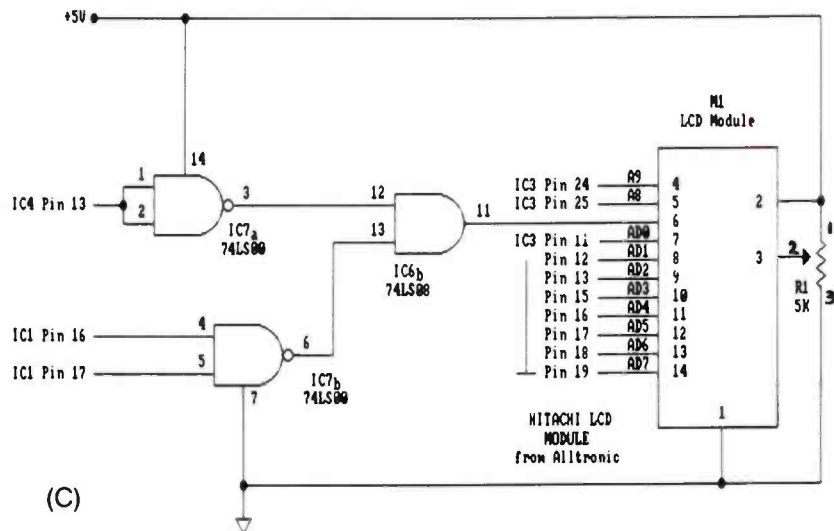 +5V
M1
LCD Module
14
1
2
3
IC4 Pin 13
IC7a
74LS00
12
13
11
IC6b
74LS08
IC3 Pin 24 A9 4
IC3 Pin 25 A8 5
6
IC3 Pin 11 AD0 7
Pin 12 AD1 8
Pin 13 AD2 9
Pin 15 AD3 10
Pin 16 AD4 11
Pin 17 AD5 12
Pin 18 AD6 13
Pin 19 AD7 14
2
3
1
1
2
3
R1
5K
IC1 Pin 16
IC1 Pin 17
4
5
6
7
IC7b
74LS00
HITACHI LCD
MODULE
from Alltronic
(C)